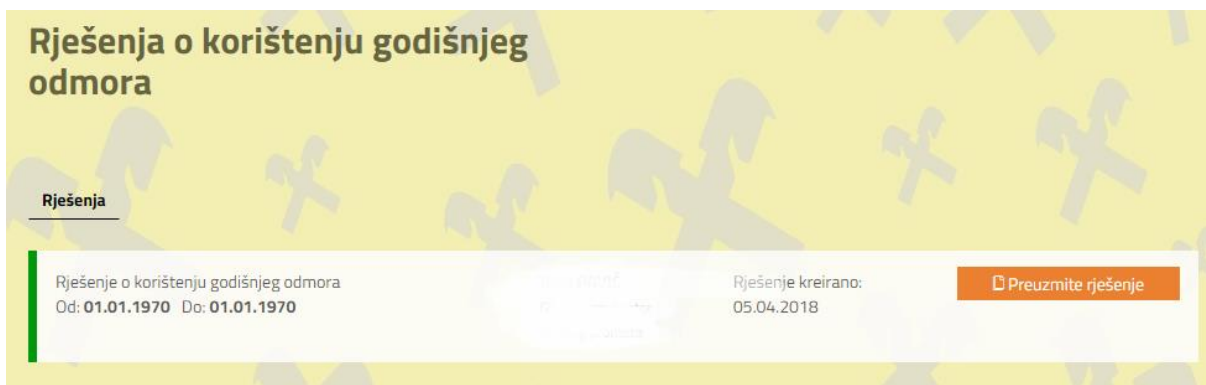 Rješenja o korištenju godišnjeg
odmora
Rješenja
Rješenje o korištenju godišnjeg odmora
Od: 01.01.1970 Do: 01.01.1970
Rješenje kreirano:
05.04.2018
Preuzmite rješenje